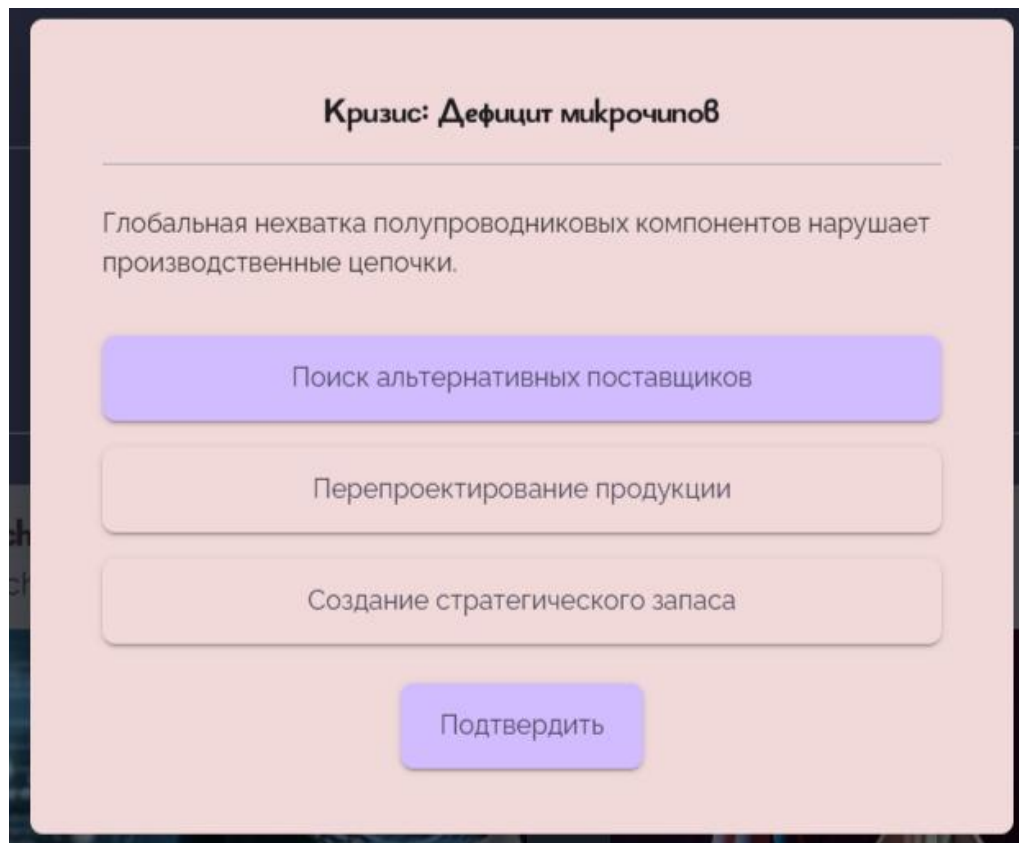 Кризис: Дефицит микрочипов
Глобальная нехватка полупроводниковых компонентов нарушает
производственные цепочки.
Поиск альтернативных поставщиков
Перепроектирование продукции
Создание стратегического запаса
Подтвердить